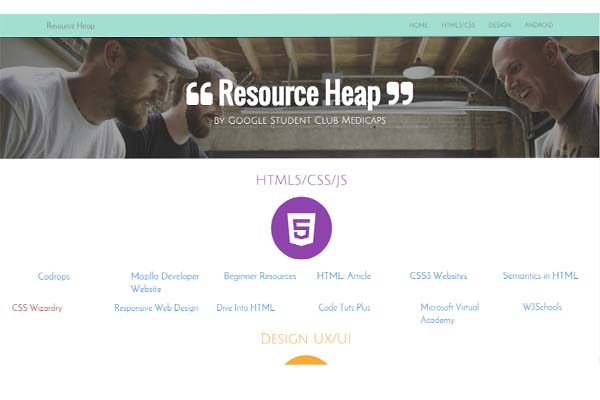 Resource Heap HOME HTML5/CSS DESIGN ANDROID
❝ Resource Heap ❞
By Google Student Club Medicaps
HTML5/CSS/JS
5
Codrops Mozilla Developer Website Beginner Resources HTML: Article CSS3 Websites Semantics in HTML
CSS Wizardry Responsive Web Design Dive Into HTML Code Tuts Plus Microsoft Virtual Academy W3Schools
Design UX/UI